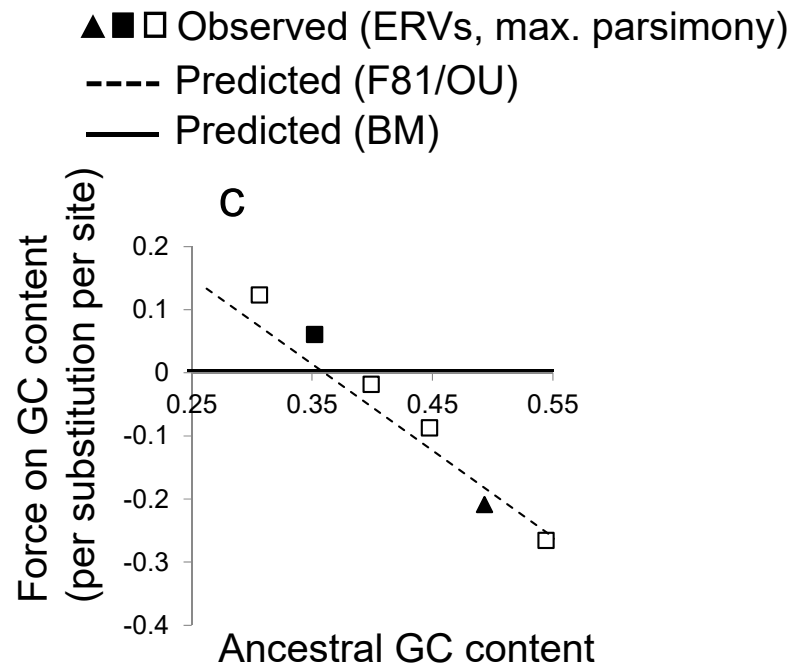 Observed (ERVs, max. parsimony)
Predicted (F81/OU)
Predicted (BM)
C
Force on GC content
(per substitution per site)
0.2
0.1
0
0.25 0.35 0.45 0.55
-0.1
-0.2
-0.3
-0.4
Ancestral GC content